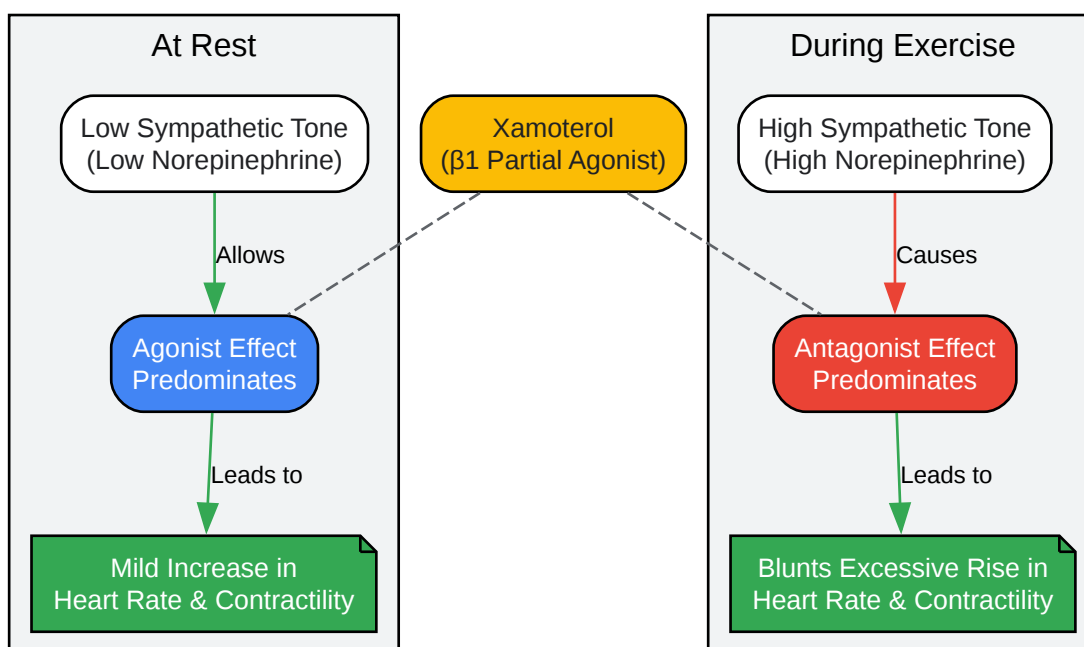 At Rest
Low Sympathetic Tone
(Low Norepinephrine)
Allows
Agonist Effect
Predominates
Leads to
Mild Increase in
Heart Rate & Contractility
Xamoterol
(β1 Partial Agonist)
During Exercise
High Sympathetic Tone
(High Norepinephrine)
Causes
Antagonist Effect
Predominates
Leads to
Blunts Excessive Rise in
Heart Rate & Contractility